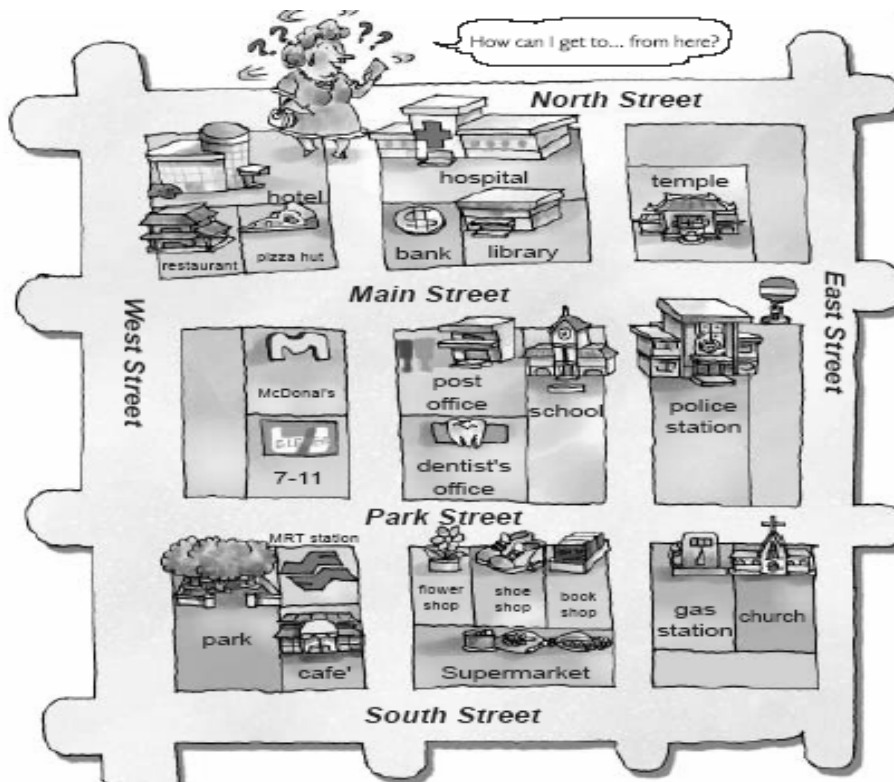 How can I get to... from here?
North Street
hospital
temple
hotel
restaurant
pizza hut
bank
library
Main Street
West Street
East Street
McDonal's
post
office
school
police
station
7-11
dentist's
office
Park Street
MRT station
flower
shop
shoe
shop
book
shop
gas
station
church
park
cafe'
Supermarket
South Street